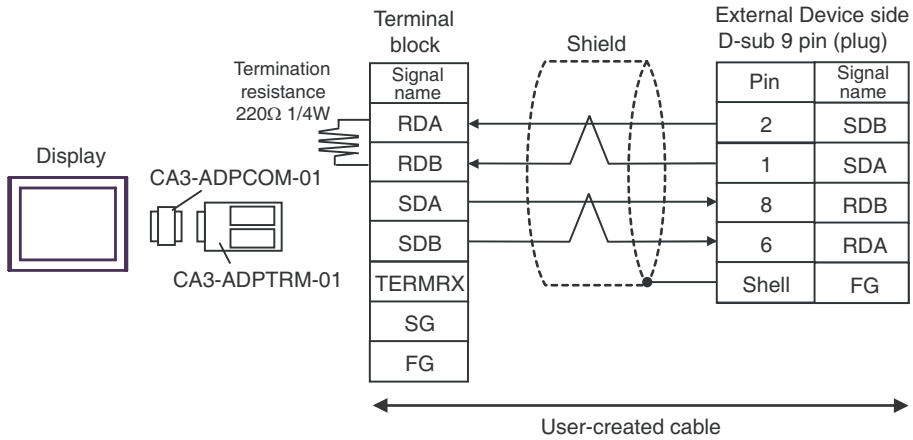 Terminal
block
Shield
External Device side
D-sub 9 pin (plug)
Termination
resistance
220Ω 1/4W
Signal
name
Pin
Signal
name
RDA
2
SDB
RDB
1
SDA
Display
CA3-ADPCOM-01
SDA
8
RDB
SDB
6
RDA
CA3-ADPTRM-01
TERMRX
Shell
FG
SG
FG
User-created cable